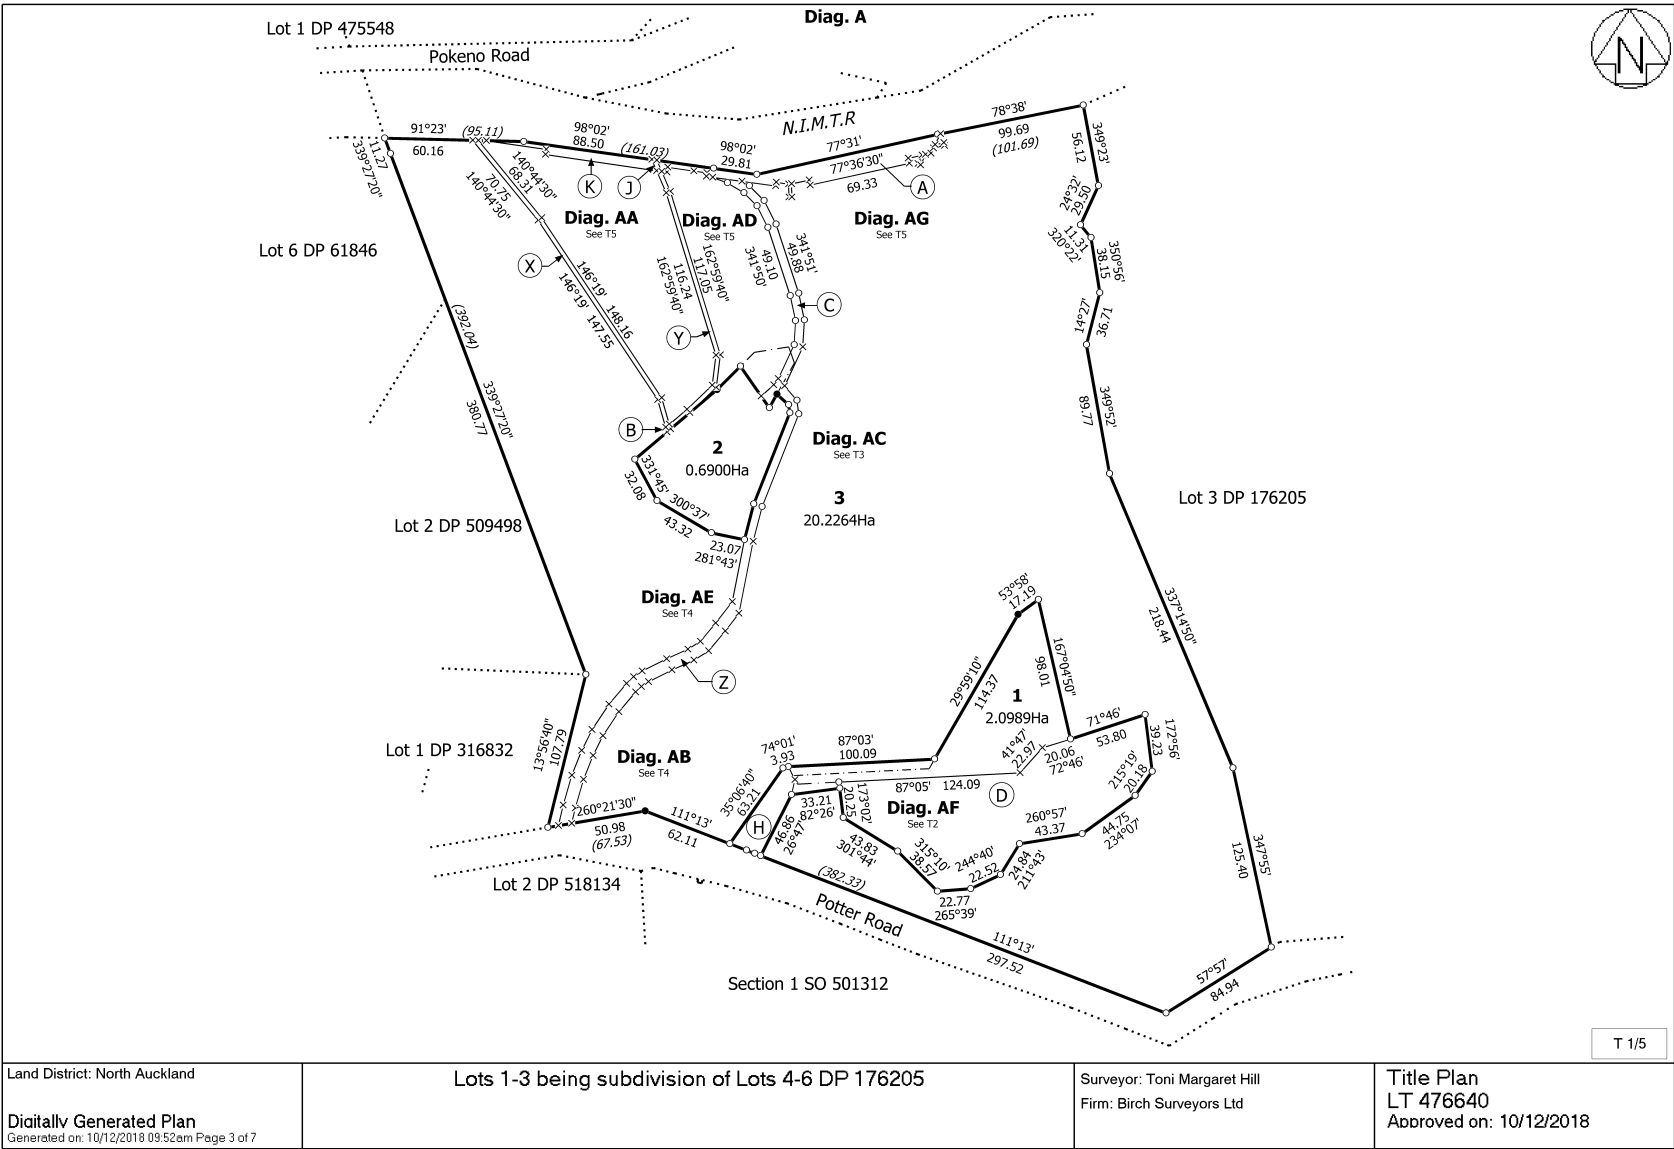 Diag. A
Lot 1 DP 475548
Pokeno Road
N
N.I.M.T.R
91°23'
60.16
(95.11)
98°02'
88.50
(161.03)
98°02'
29.81
77°31'
77°36'30"
69.33
78°38'
99.69
(101.69)
11.27
339°27'20"
140°44'30"
68.31
70.75
140°44'30"
K
J
A
349°23'
56.12
24°32'
29.50
11.31
320°22'
350°56'
38.15
14°27'
36.71
349°52'
89.77
Diag. AA
See T5
Diag. AD
See T5
Diag. AG
See T5
Lot 6 DP 61846
X
146°19'
148.16
146°19'
147.55
162°59'40"
117.05
116.24
162°59'40"
Y
341°51'
49.88
49.10
341°50'
C
(392.04)
339°27'20"
380.77
B
2
0.6900Ha
331°45'
32.08
300°37'
43.32
23.07
281°43'
Diag. AC
See T3
3
20.2264Ha
Lot 3 DP 176205
Lot 2 DP 509498
Diag. AE
See T4
Z
337°14'50"
218.44
53°58'
17.19
167°04'50"
98.01
29°59'10"
114.37
1
2.0989Ha
Lot 1 DP 316832
13°56'40"
107.79
Diag. AB
See T4
74°01'
3.93
87°03'
100.09
41°47'
22.97
20.06
72°46'
71°46'
53.80
172°56'
39.23
215°19'
20.18
87°05'
124.09
D
35°06'40"
63.21
H
46.86
26°47'
33.21
82°26'
173°02'
20.25
Diag. AF
See T2
260°57'
43.37
44.75
234°07'
260°21'30"
50.98
(67.53)
111°13'
62.11
43.83
301°44'
315°10'
38.57
244°40'
22.52
24.84
211°43'
22.77
265°39'
347°55'
125.40
(382.33)
Lot 2 DP 518134
Potter Road
111°13'
297.52
57°57'
84.94
Section 1 SO 501312
T 1/5
Land District: North Auckland
Digitally Generated Plan
Generated on: 10/12/2018 09:52am Page 3 of 7
Lots 1-3 being subdivision of Lots 4-6 DP 176205
Surveyor: Toni Margaret Hill
Firm: Birch Surveyors Ltd
Title Plan
LT 476640
Approved on: 10/12/2018